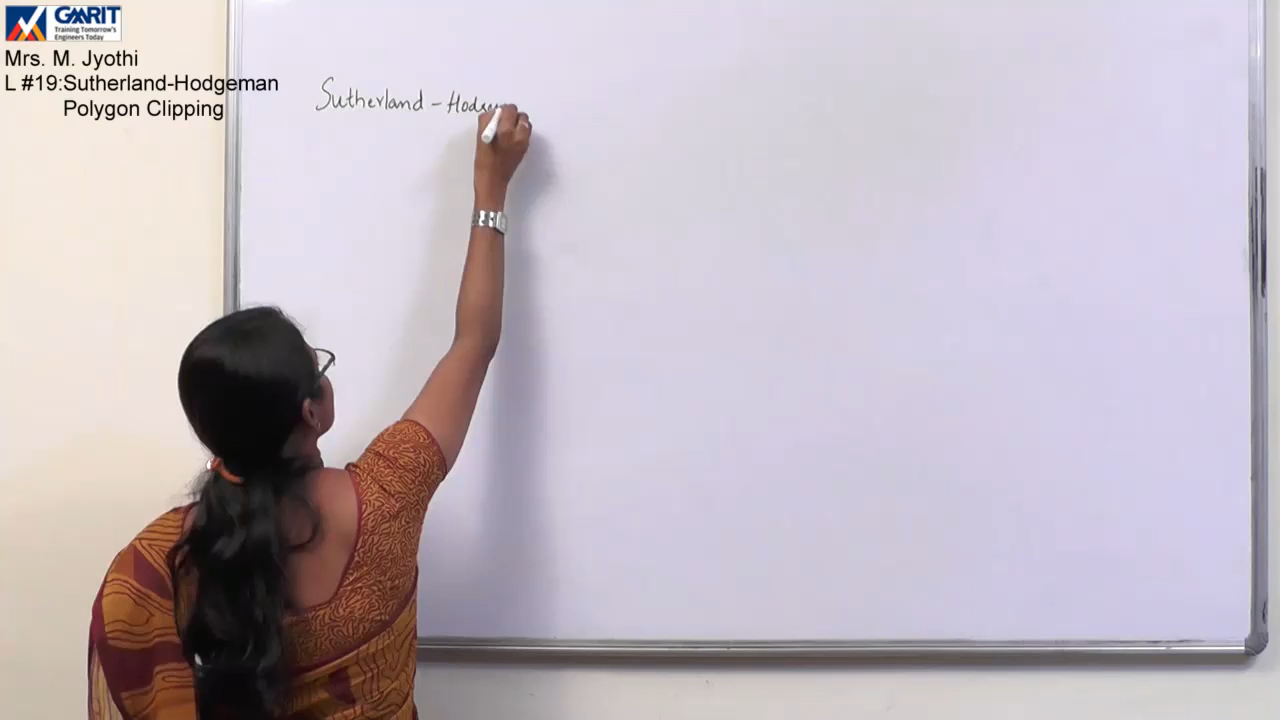 GMRIT
Training Tomorrow's
Engineers Today
Mrs. M. Jyothi
L #19:Sutherland-Hodgeman
Polygon Clipping
Sutherland -